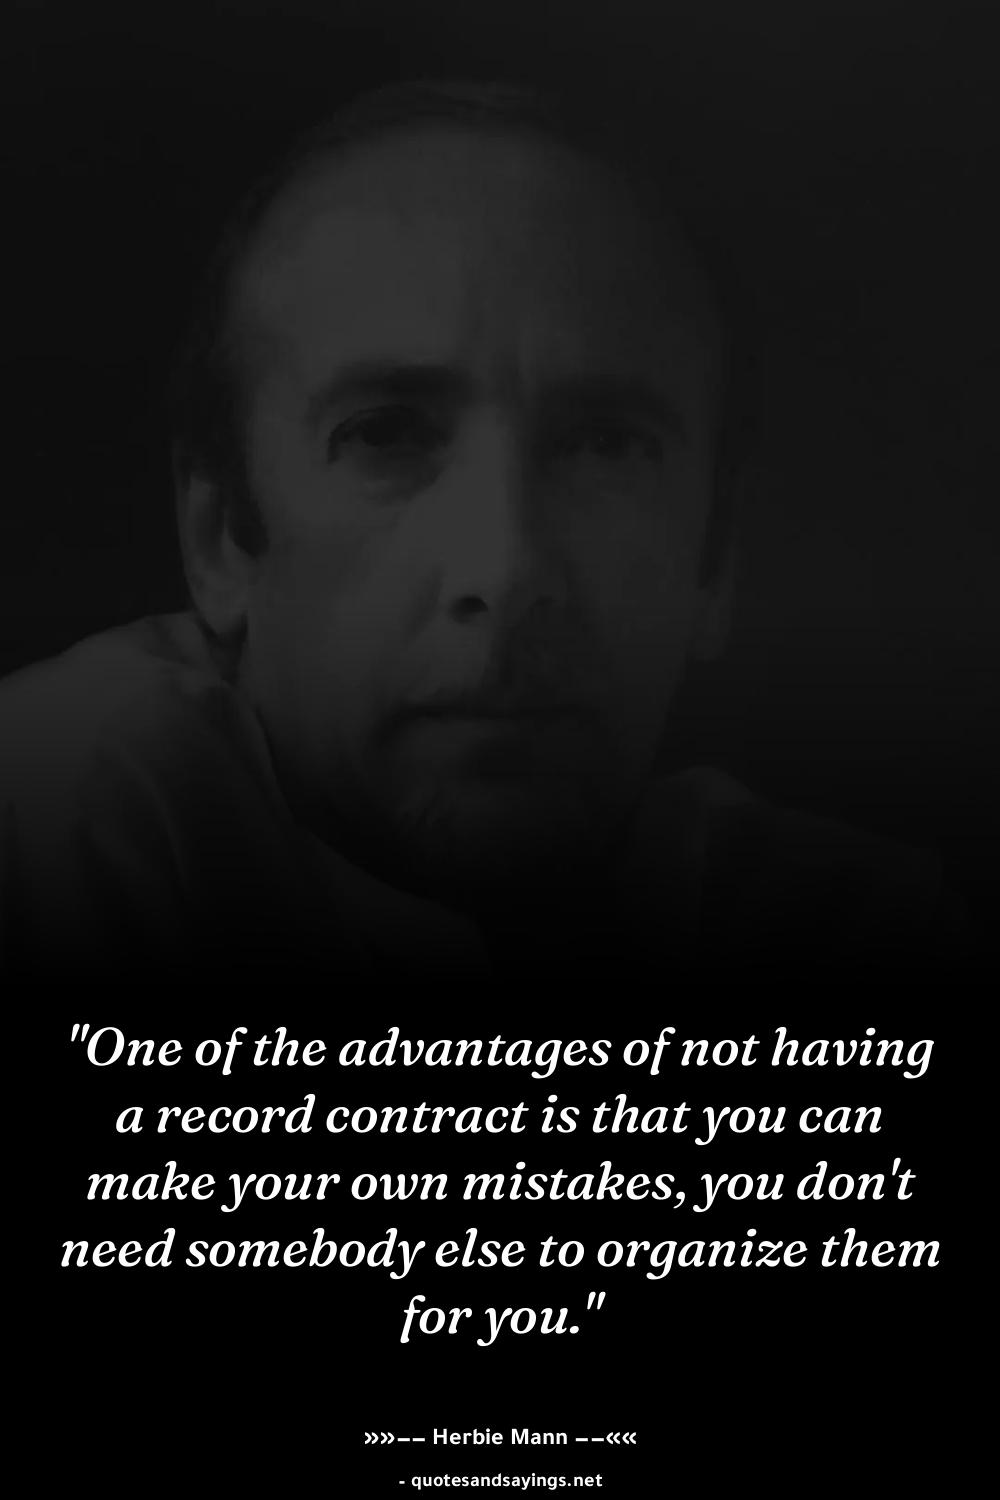 "One of the advantages of not having
a record contract is that you can
make your own mistakes, you don't
need somebody else to organize them
for you."
»»−− Herbie Mann −−««
- quotesandsayings.net